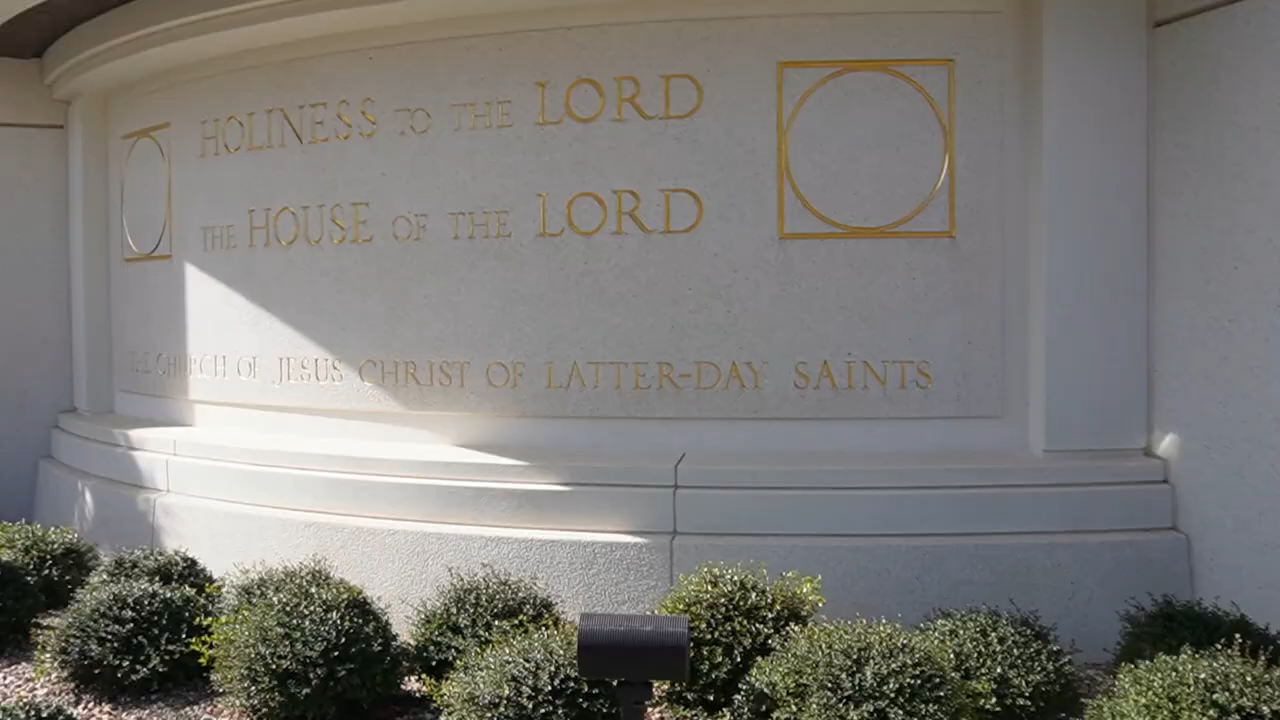 HOLINESS TO THE LORD
THE HOUSE OF THE LORD
THE CHURCH OF JESUS CHRIST OF LATTER-DAY SAINTS